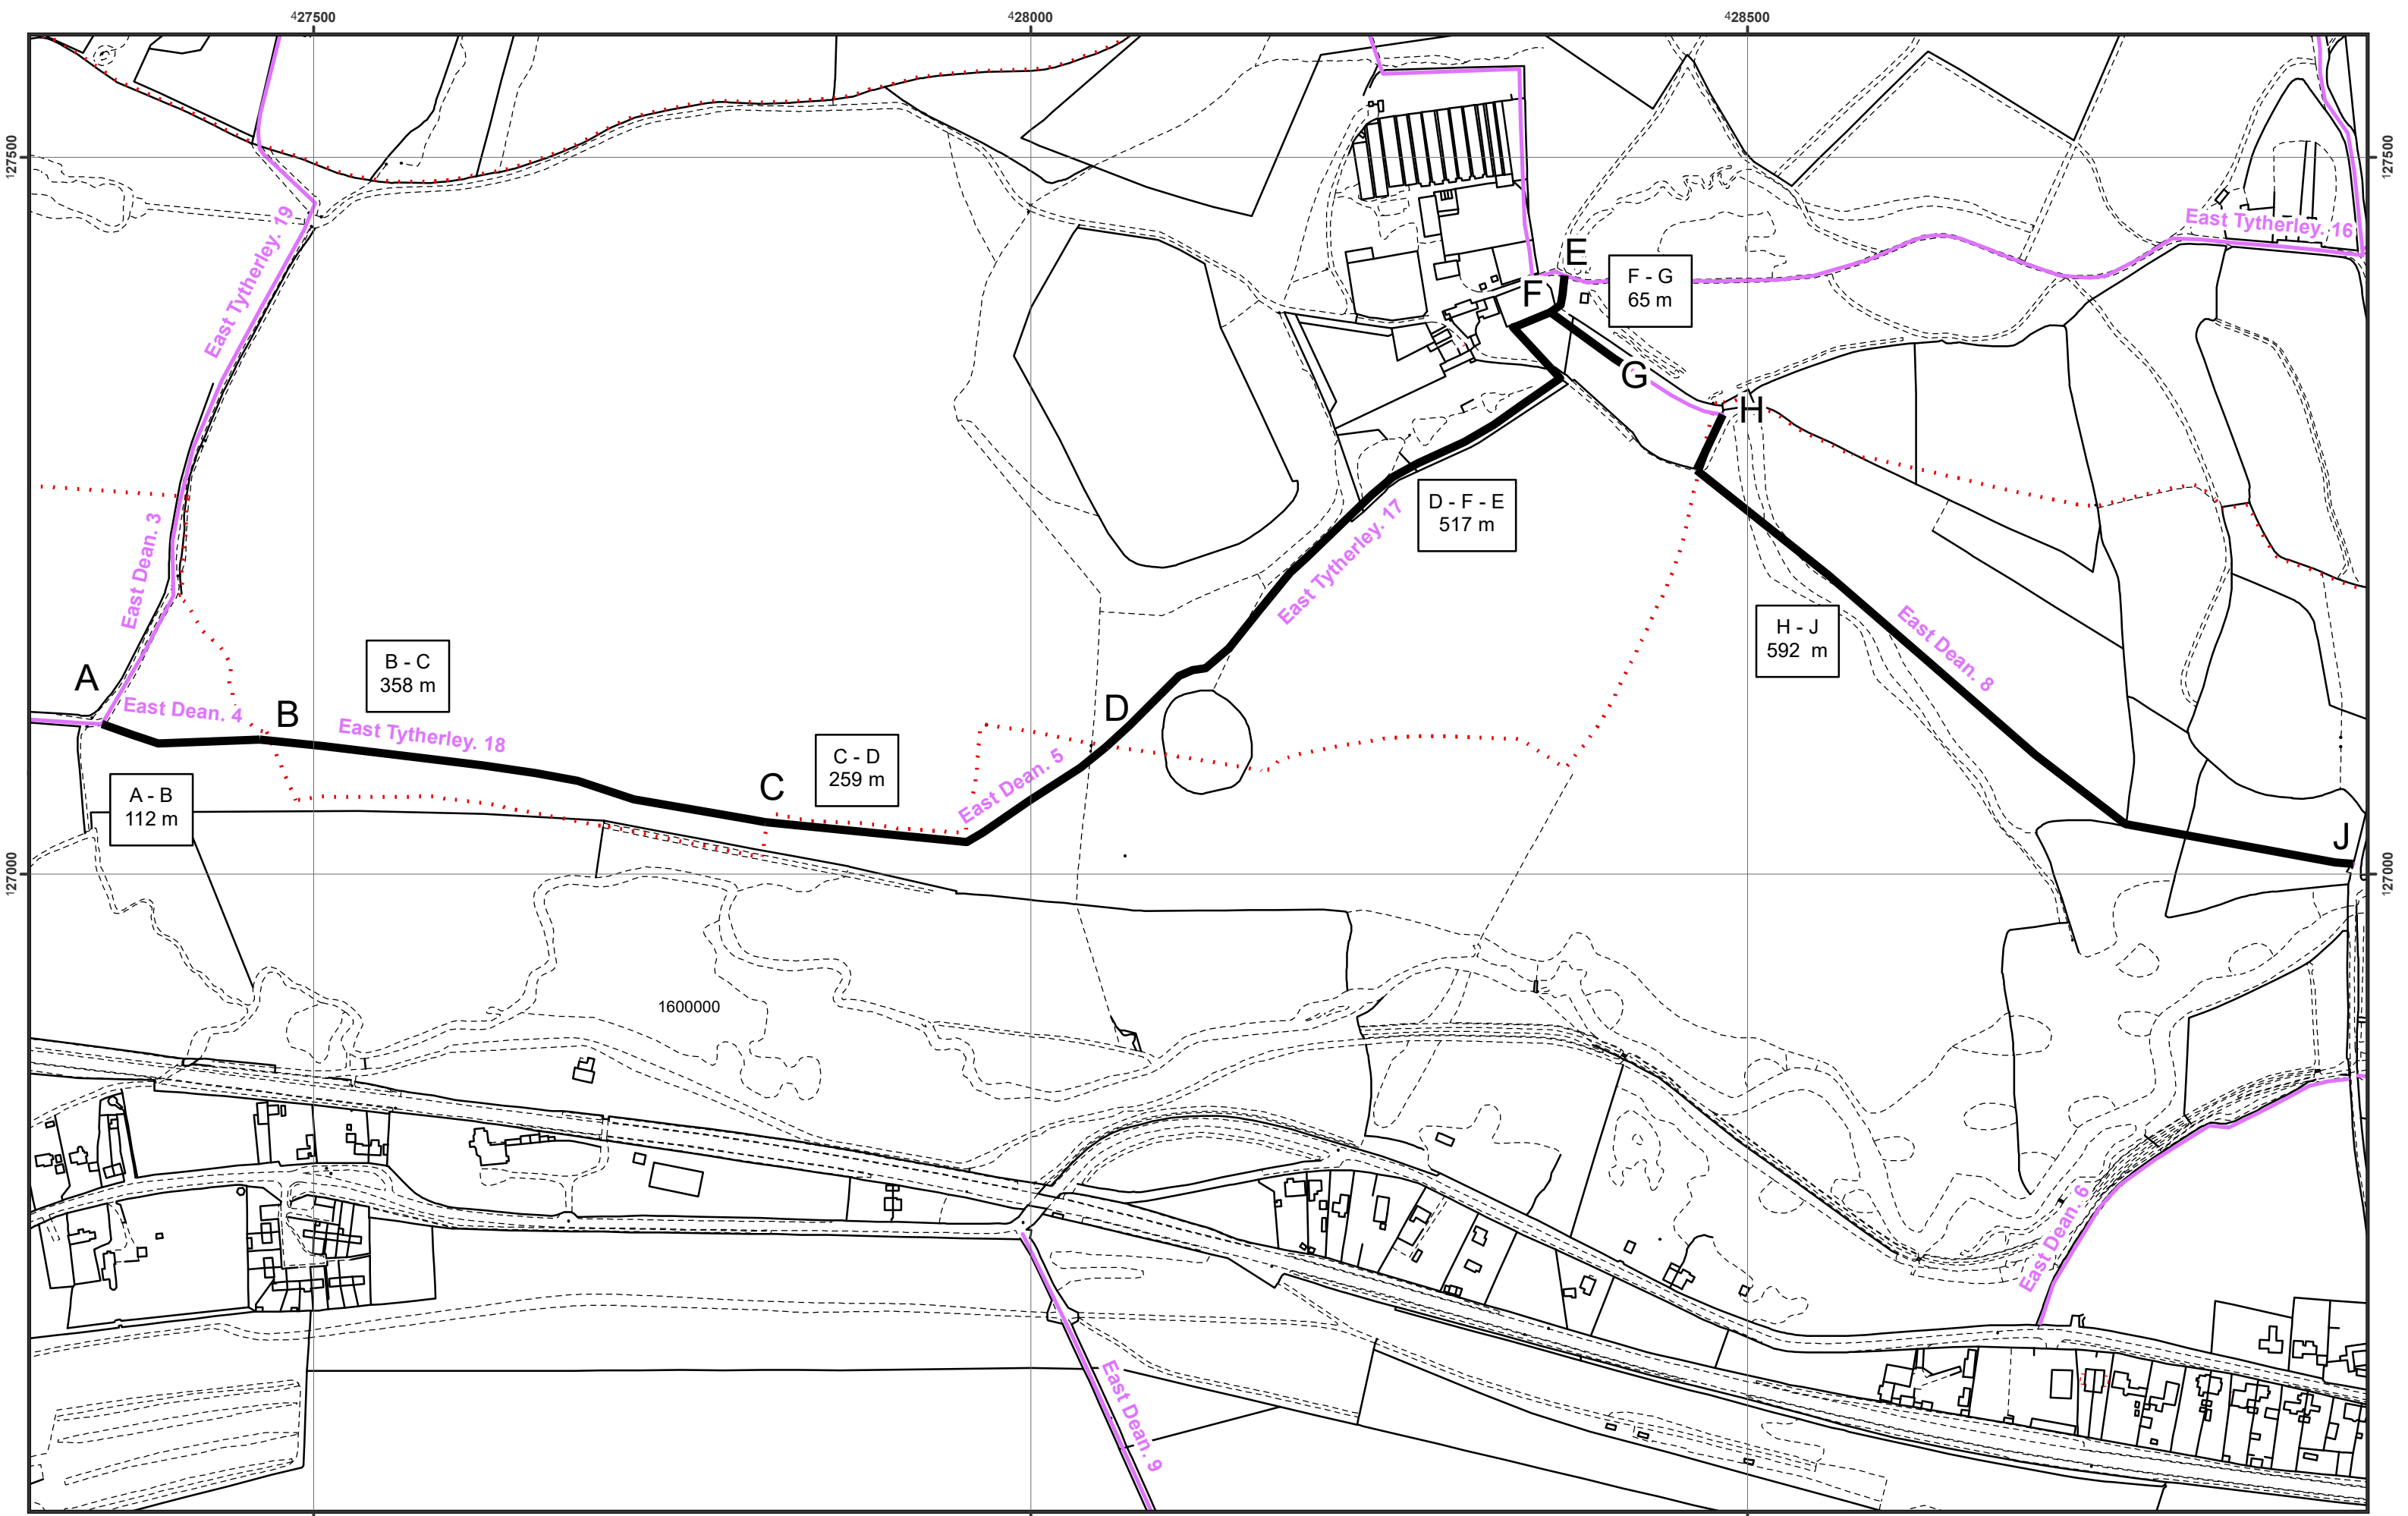 427500
428000
428500
127500
127500
East Tytherley. 19
East Tytherley. 16
E
F
F - G
65 m
G
H
East Dean. 3
D - F - E
517 m
East Tytherley. 17
A
B - C
358 m
East Dean. 4
B
East Tytherley. 18
D
H - J
592 m
East Dean. 8
C
C - D
259 m
East Dean. 5
A - B
112 m
J
127000
127000
1600000
East Dean. 6
East Dean. 9